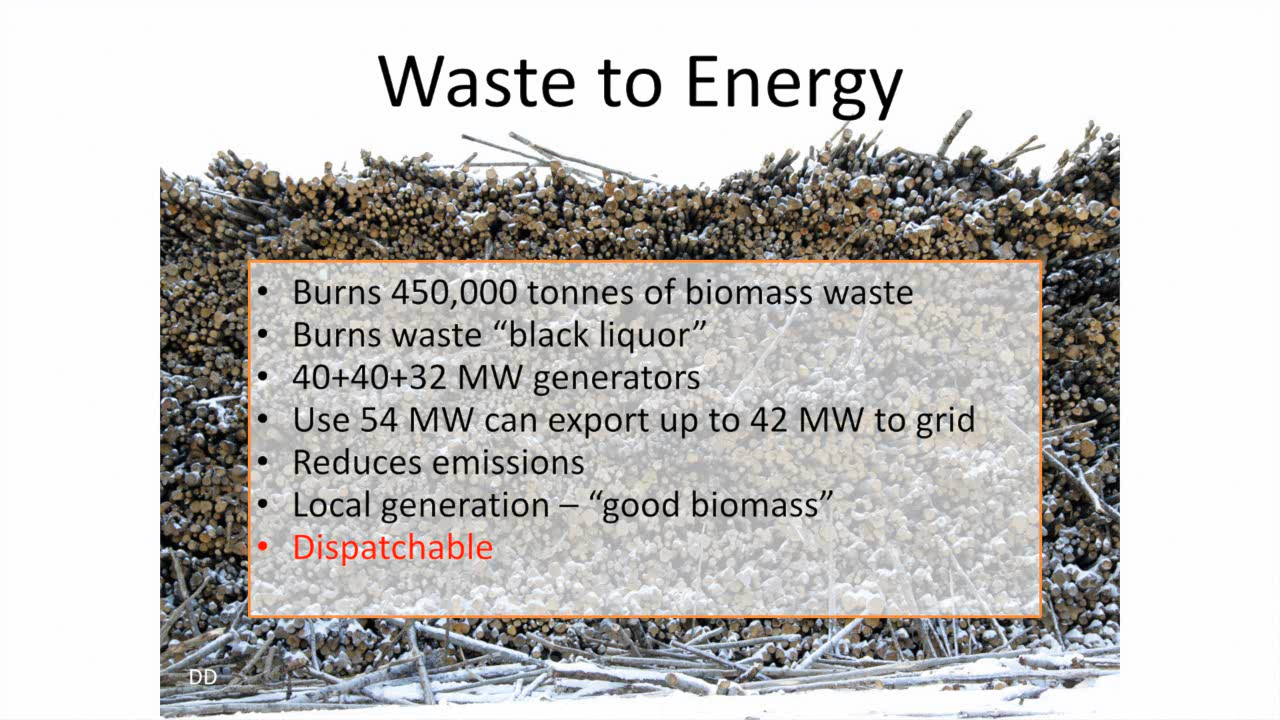 Waste to Energy
• Burns 450,000 tonnes of biomass waste
• Burns waste “black liquor”
• 40+40+32 MW generators
• Use 54 MW can export up to 42 MW to grid
• Reduces emissions
• Local generation – “good biomass”
• Dispatchable
DD